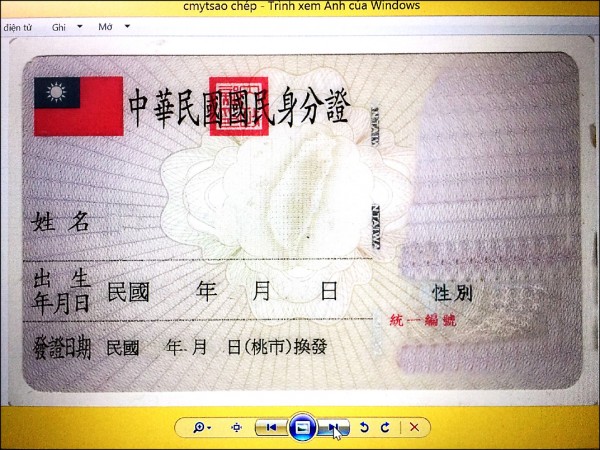 cmytsao chép - Trình xem Ảnh của Windows
điện tử Ghi Mở
中華民國國民身分證
姓名
出生年月日 民國 年 月 日 性別
統一編號
發證日期 民國 年 月 日(桃市)換發